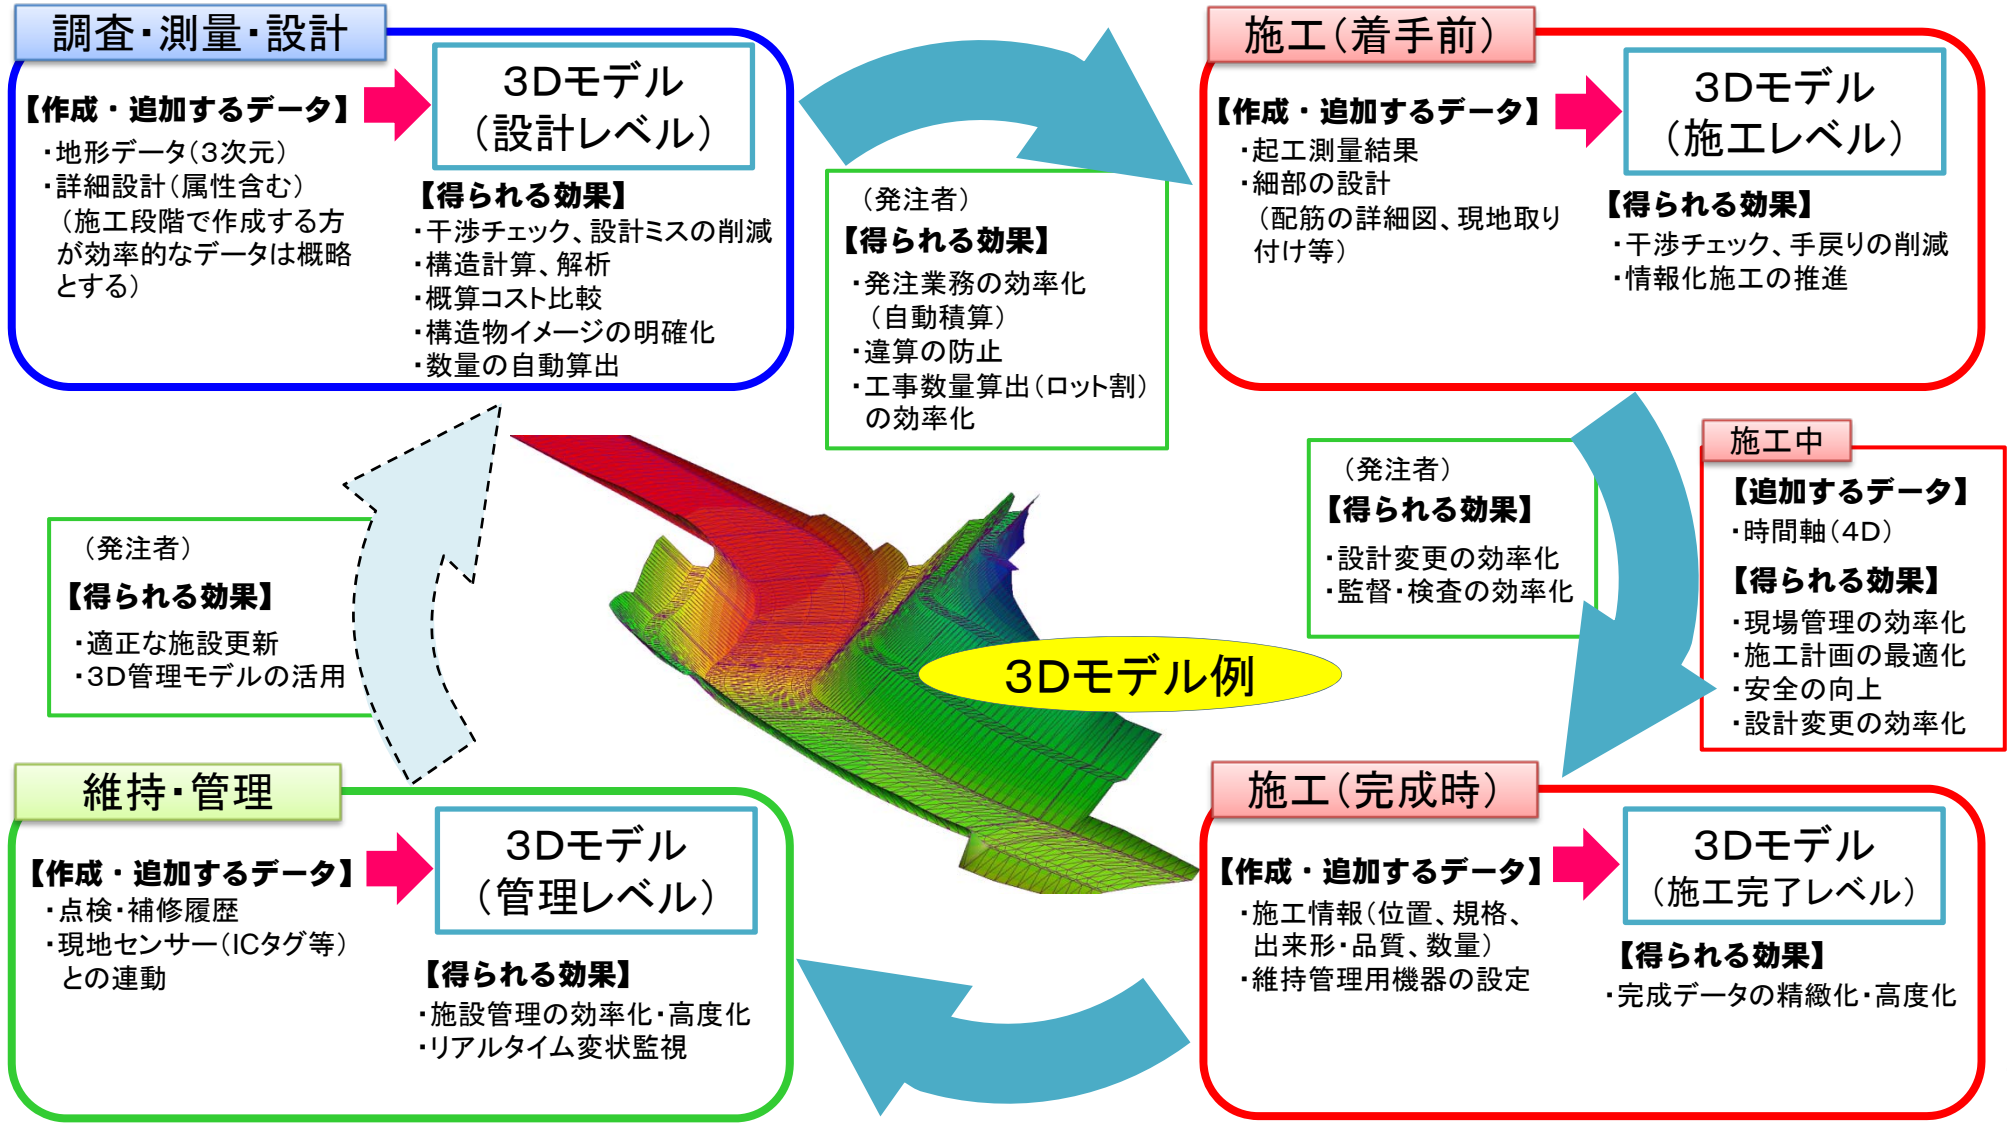 調査・測量・設計
【作成・追加するデータ】
・地形データ（３次元）
・詳細設計（属性含む）
（施工段階で作成する方
が効率的なデータは概略
とする）
３Dモデル
（設計レベル）
【得られる効果】
・干渉チェック、設計ミスの削減
・構造計算、解析
・概算コスト比較
・構造物イメージの明確化
・数量の自動算出
（発注者）
【得られる効果】
・発注業務の効率化
（自動積算）
・違算の防止
・工事数量算出（ロット割）
の効率化
施工（着手前）
【作成・追加するデータ】
・起工測量結果
・細部の設計
（配筋の詳細図、現地取り
付け等）
３Dモデル
（施工レベル）
【得られる効果】
・干渉チェック、手戻りの削減
・情報化施工の推進
（発注者）
【得られる効果】
・設計変更の効率化
・監督・検査の効率化
施工中
【追加するデータ】
・時間軸（４D）
【得られる効果】
・現場管理の効率化
・施工計画の最適化
・安全の向上
・設計変更の効率化
（発注者）
【得られる効果】
・適正な施設更新
・３D管理モデルの活用
３Dモデル例
維持・管理
【作成・追加するデータ】
・点検・補修履歴
・現地センサー（ICタグ等）
との連動
３Dモデル
（管理レベル）
【得られる効果】
・施設管理の効率化・高度化
・リアルタイム変状監視
施工（完成時）
【作成・追加するデータ】
・施工情報（位置、規格、
出来形・品質、数量）
・維持管理用機器の設定
３Dモデル
（施工完了レベル）
【得られる効果】
・完成データの精緻化・高度化